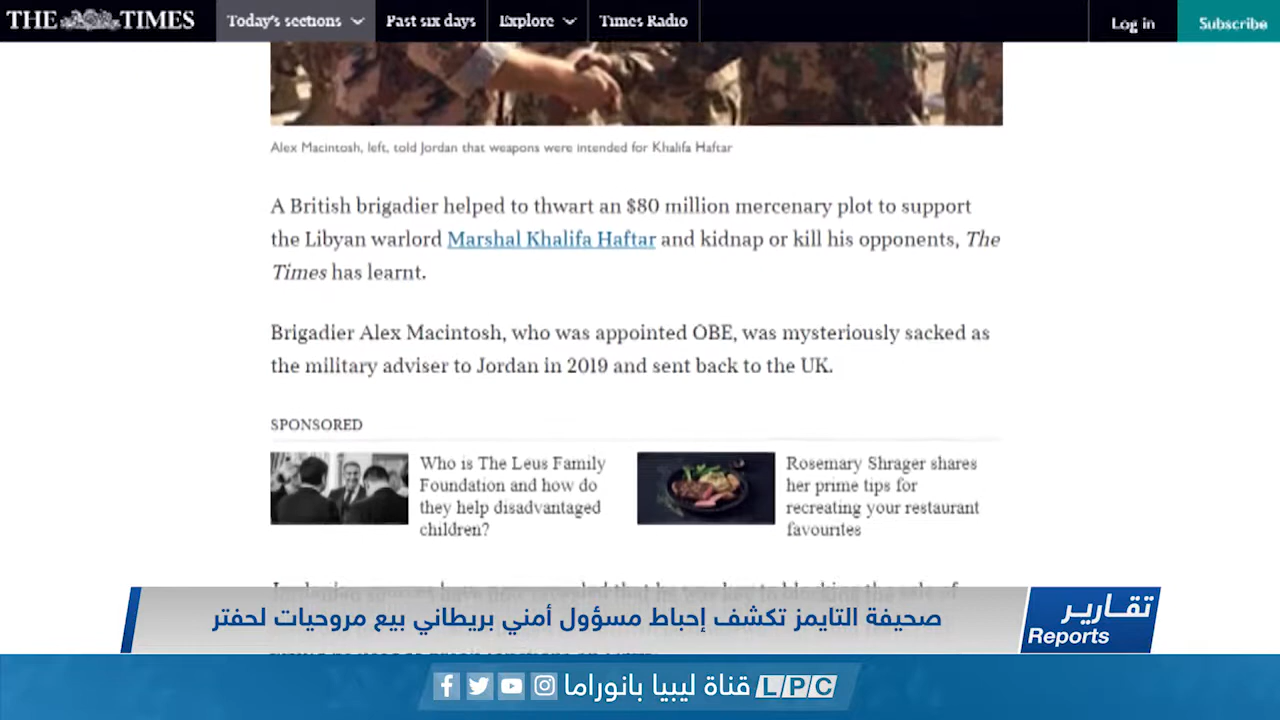 THE TIMES
Today's sections
Past six days
Explore
Times Radio
Log in
Subscribe
Alex Macintosh, left, told Jordan that weapons were intended for Khalifa Haftar
A British brigadier helped to thwart an $80 million mercenary plot to support
the Libyan warlord Marshal Khalifa Haftar and kidnap or kill his opponents, The
Times has learnt.
Brigadier Alex Macintosh, who was appointed OBE, was mysteriously sacked as
the military adviser to Jordan in 2019 and sent back to the UK.
SPONSORED
Who is The Leus Family
Foundation and how do
they help disadvantaged
children?
Rosemary Shrager shares
her prime tips for
recreating your restaurant
favourites
تقارير
Reports
صحيفة التايمز تكشف إحباط مسؤول أمني بريطاني بيع مروحيات لحفتر
قناة ليبيا بانوراما LPC